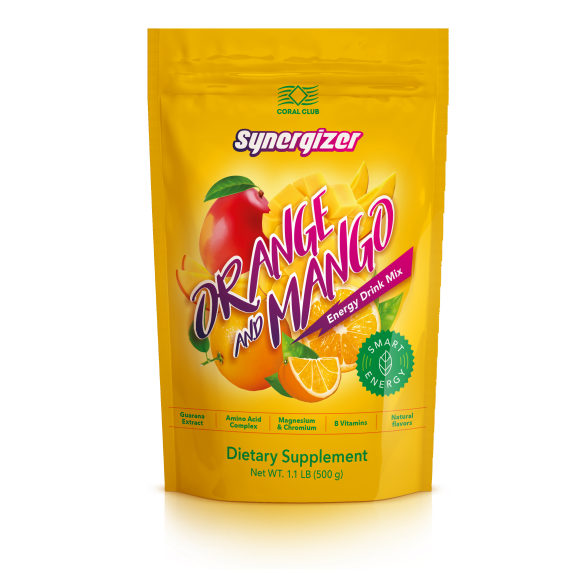 CORAL CLUB
Synergizer
ORANGE
AND MANGO
Energy Drink Mix
SMART
ENERGY
Guarana
Extract
Amino Acid
Complex
Magnesium
& Chromium
B Vitamins
Natural
flavors
Dietary Supplement
Net WT. 1.1 LB (500 g)